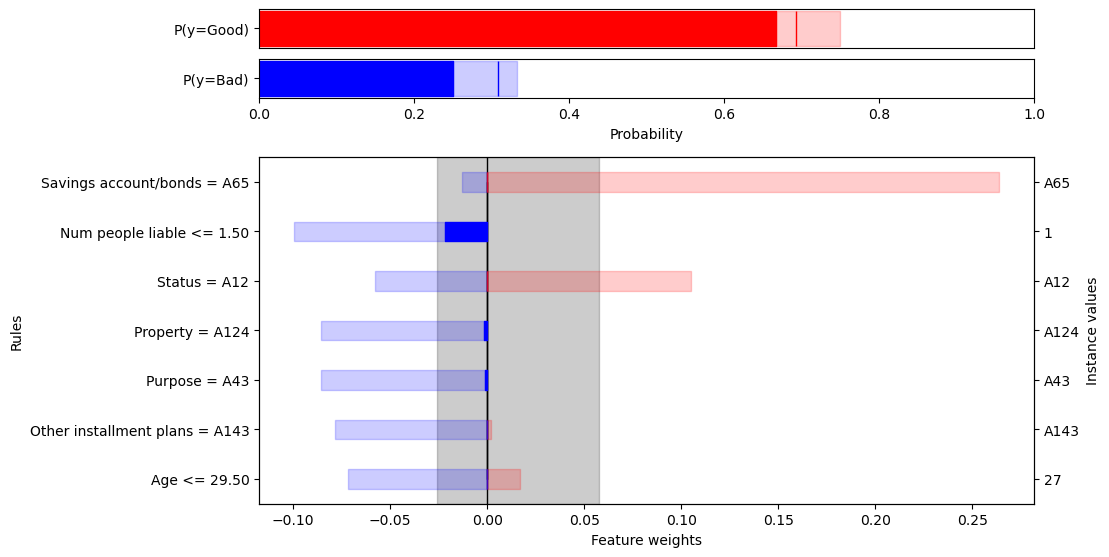 P(y=Good)
P(y=Bad)
0.0 0.2 0.4 0.6 0.8 1.0
Probability
Savings account/bonds = A65 A65
Num people liable <= 1.50 1
Status = A12 A12
Property = A124 A124
Purpose = A43 A43
Other installment plans = A143 A143
Age <= 29.50 27
Rules
Instance values
−0.10 −0.05 0.00 0.05 0.10 0.15 0.20 0.25
Feature weights